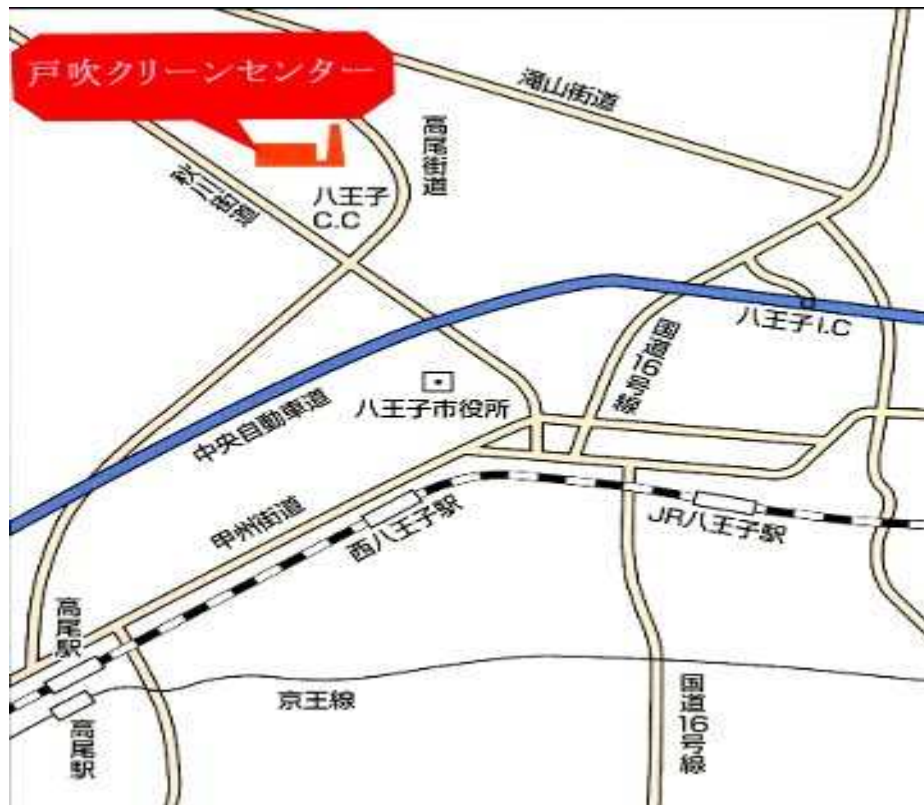 戸吹クリーンセンター
滝山街道
高尾街道
秋川街道
八王子
C.C
八王子I.C
国道16号線
八王子市役所
中央自動車道
甲州街道
西八王子駅
JR八王子駅
高尾駅
京王線
国道16号線
高尾駅